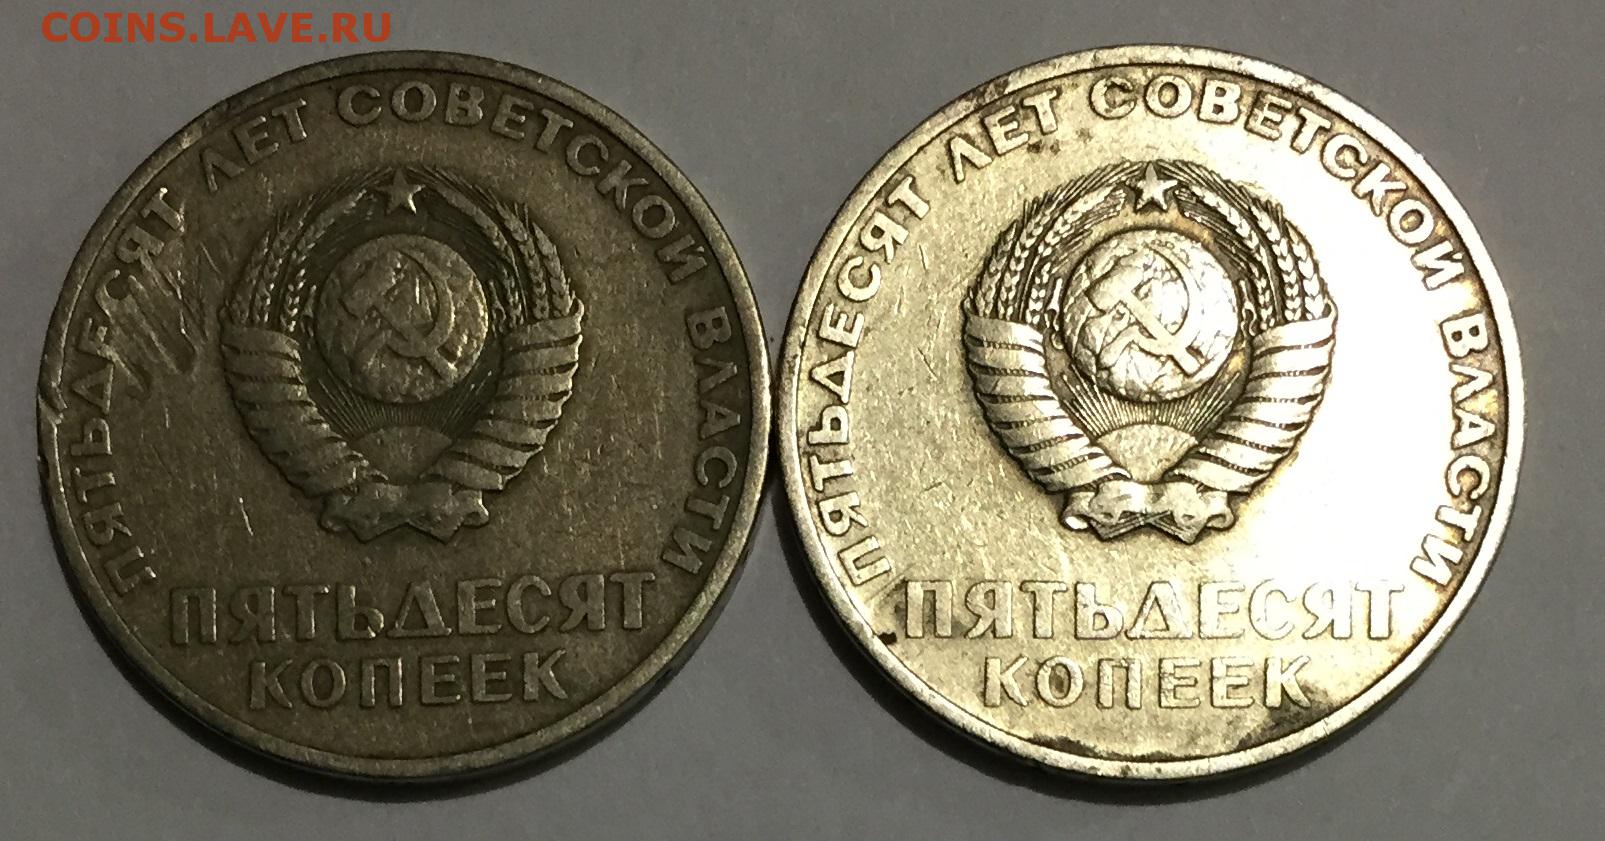 COINS.LAVE.RU
ПЯТЬДЕСЯТ ЛЕТ СОВЕТСКОЙ ВЛАСТИ
ПЯТЬДЕСЯТ
КОПЕЕК
ПЯТЬДЕСЯТ ЛЕТ СОВЕТСКОЙ ВЛАСТИ
ПЯТЬДЕСЯТ
КОПЕЕК